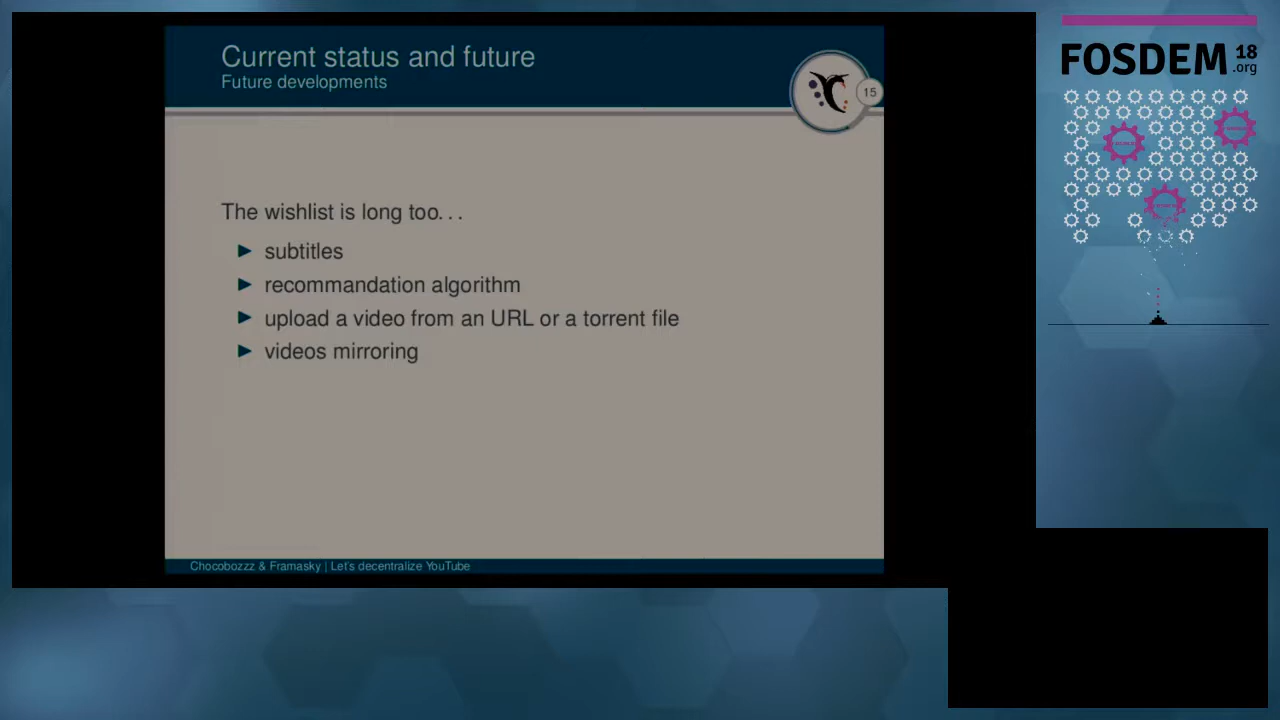 Current status and future
Future developments
15
The wishlist is long too...
subtitles
recommandation algorithm
upload a video from an URL or a torrent file
videos mirroring
Chocobozzz & Framasky | Let's decentralize YouTube
FOSDEM 18
.org